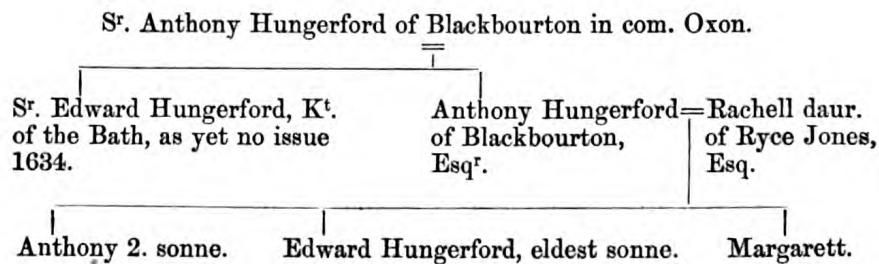 Sʳ. Anthony Hungerford of Blackbourton in com. Oxon.
Sʳ. Edward Hungerford, Kᵗ.
of the Bath, as yet no issue
1634.
Anthony Hungerford=Rachell daur.
of Blackbourton, of Ryce Jones,
Esqʳ. Esq.
Anthony 2. sonne. Edward Hungerford, eldest sonne. Margarett.